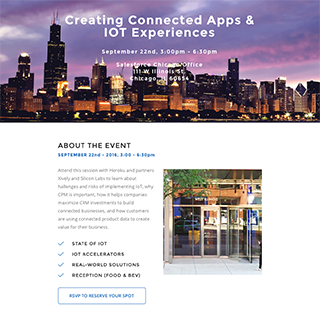 Creating Connected Apps &
IOT Experiences
September 22nd, 3:00pm - 6:30pm
Salesforce Chicago Office
111 W Illinois St.
Chicago, IL 60654
ABOUT THE EVENT
SEPTEMBER 22nd - 2016, 3:00 - 6:30pm
Attend this session with Heroku and partners
Xively and Silicon Labs to learn about
challenges and risks of implementing IOT, why
CPM is important, how it helps companies
maximize CRM investments to build
connected businesses, and how customers
are using connected product data to create
value for their business.
STATE OF IOT
IOT ACCELERATORS
REAL-WORLD SOLUTIONS
RECEPTION (FOOD & BEV)
RSVP TO RESERVE YOUR SPOT